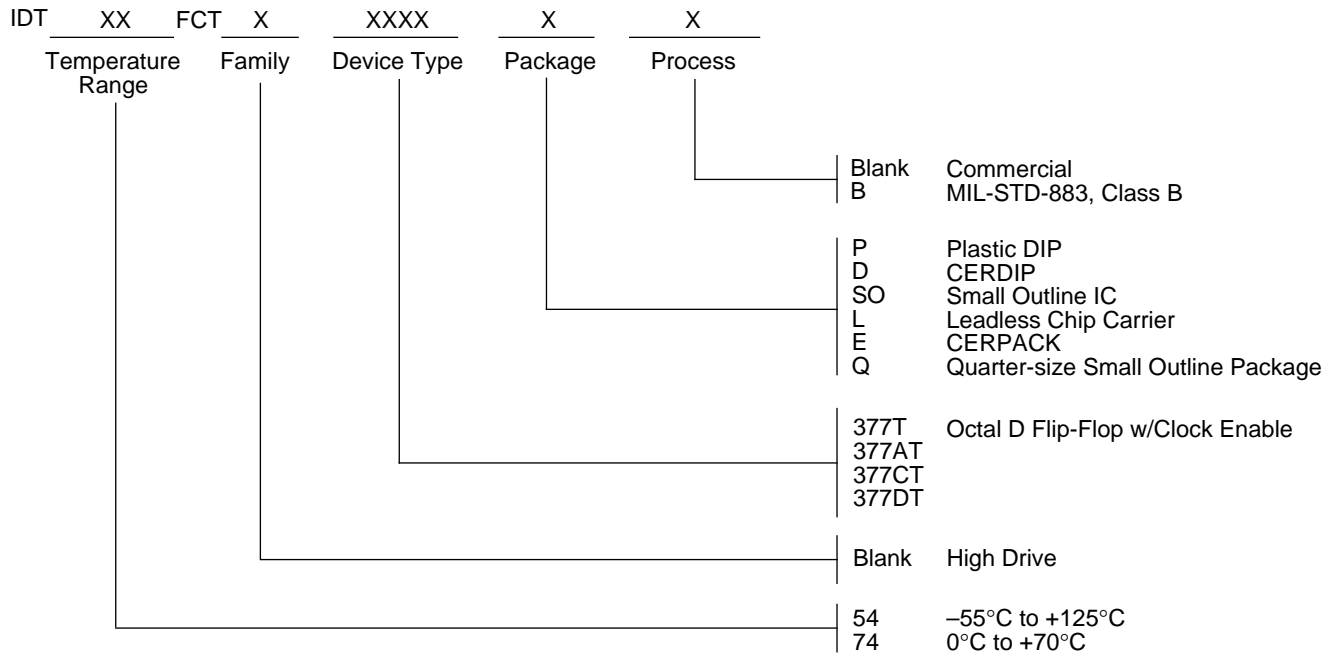 IDT XX FCT X XXXX X X
Temperature Range Family Device Type Package Process
Blank Commercial
B MIL-STD-883, Class B
P Plastic DIP
D CERDIP
SO Small Outline IC
L Leadless Chip Carrier
E CERPACK
Q Quarter-size Small Outline Package
377T Octal D Flip-Flop w/Clock Enable
377AT
377CT
377DT
Blank High Drive
54 –55°C to +125°C
74 0°C to +70°C